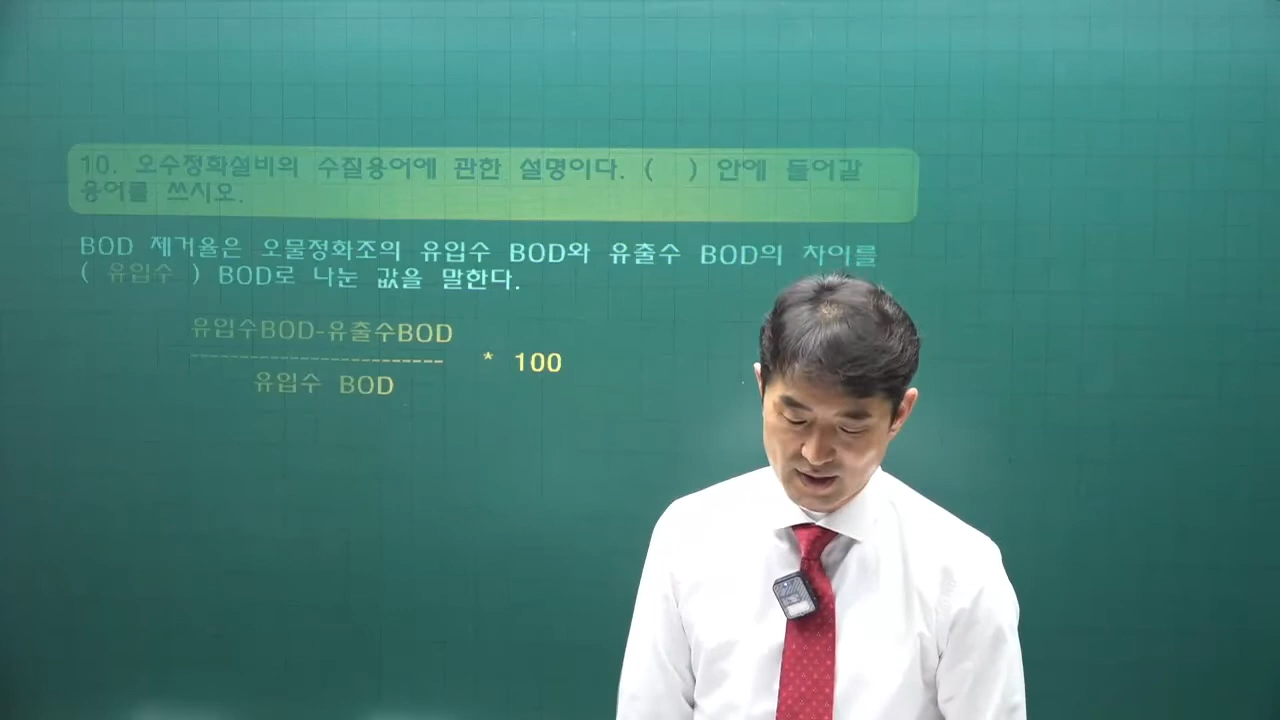 10. 오수정화설비의 수질용어에 관한 설명이다. (  ) 안에 들어갈
용어를 쓰시오.
BOD 제거율은 오물정화조의 유입수 BOD와 유출수 BOD의 차이를
( 유입수 ) BOD로 나눈 값을 말한다.
유입수BOD-유출수BOD
------------------------- * 100
유입수 BOD